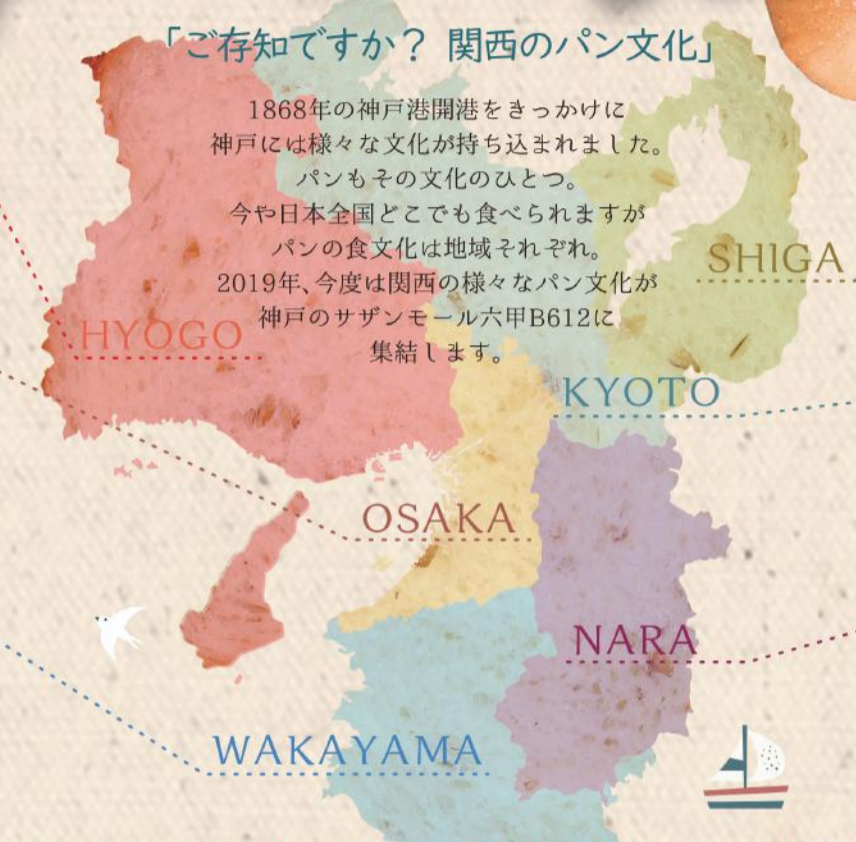 「ご存知ですか? 関西のパン文化」
1868年の神戸港開港をきっかけに
神戸には様々な文化が持ち込まれました。
パンもその文化のひとつ。
今や日本全国どこでも食べられますが
パンの食文化は地域それぞれ。
2019年、今度は関西の様々なパン文化が
神戸のサザンモール六甲B612に
集結します。
SHIGA
HYOGO
KYOTO
OSAKA
NARA
WAKAYAMA